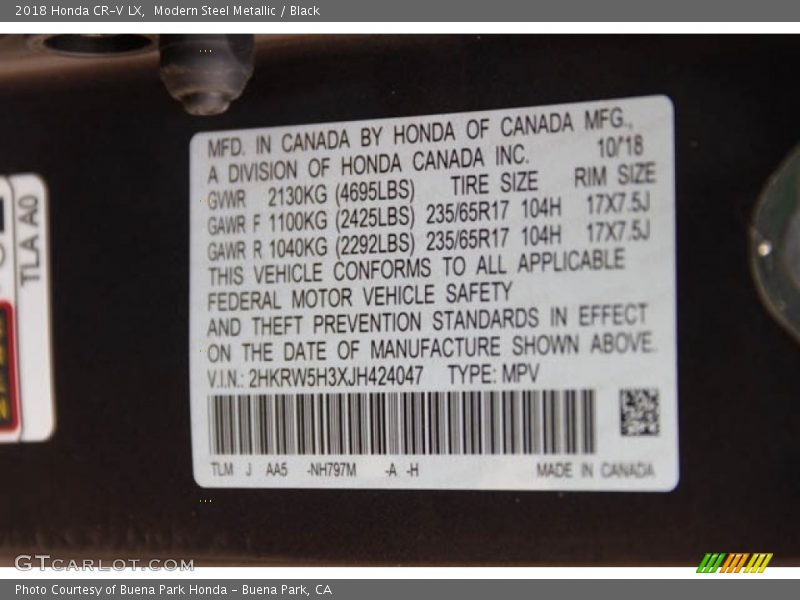 2018 Honda CR-V LX, Modern Steel Metallic / Black
MFD. IN CANADA BY HONDA OF CANADA MFG.,
A DIVISION OF HONDA CANADA INC. 10/18
GVWR 2130KG (4695LBS) TIRE SIZE RIM SIZE
GAWR F 1100KG (2425LBS) 235/65R17 104H 17X7.5J
GAWR R 1040KG (2292LBS) 235/65R17 104H 17X7.5J
THIS VEHICLE CONFORMS TO ALL APPLICABLE
FEDERAL MOTOR VEHICLE SAFETY
AND THEFT PREVENTION STANDARDS IN EFFECT
ON THE DATE OF MANUFACTURE SHOWN ABOVE.
V.I.N.: 2HKRW5H3XJH424047 TYPE: MPV
TLM J AA5 -NH797M -A -H MADE IN CANADA
TLA A0
GTCARLOT.COM
Photo Courtesy of Buena Park Honda - Buena Park, CA